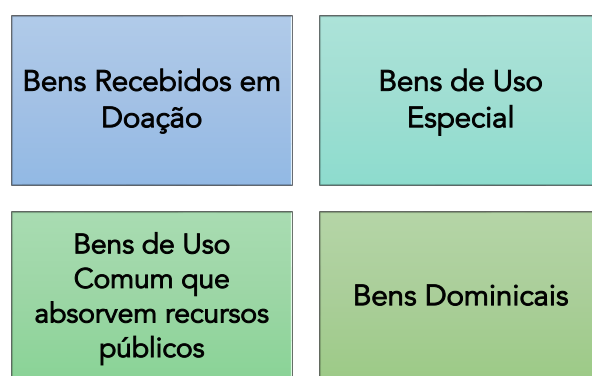 Bens Recebidos em
Doação
Bens de Uso
Especial
Bens de Uso
Comum que
absorvem recursos
públicos
Bens Dominicais